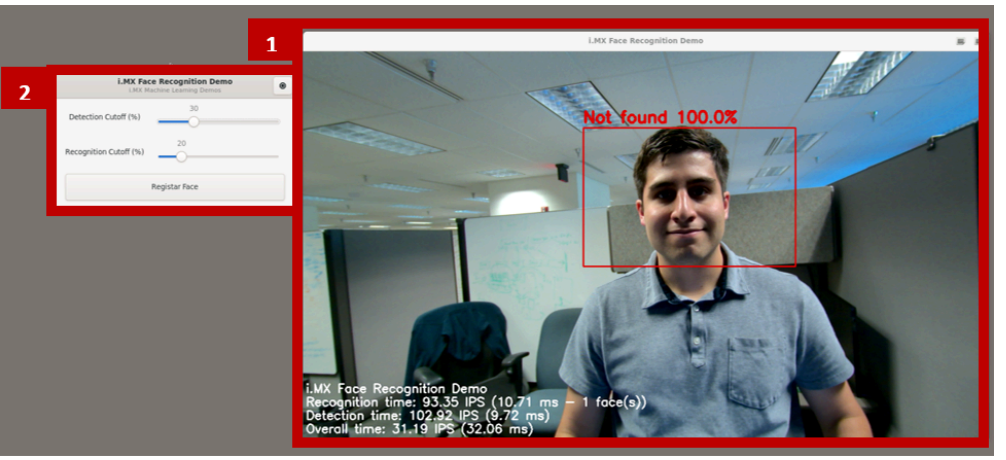 1
i.MX Face Recognition Demo
2
i.MX Face Recognition Demo
i.MX Machine Learning Demos
30
Detection Cutoff (%)
20
Recognition Cutoff (%)
Registar Face
Not found 100.0%
i.MX Face Recognition Demo
Recognition time: 93.35 IPS (10.71 ms – 1 face(s))
Detection time: 102.92 IPS (9.72 ms)
Overall time: 31.19 IPS (32.06 ms)